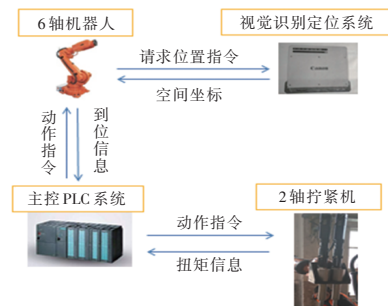 6轴机器人
视觉识别定位系统
请求位置指令
空间坐标
动作指令
到位信息
主控PLC系统
2轴拧紧机
动作指令
扭矩信息